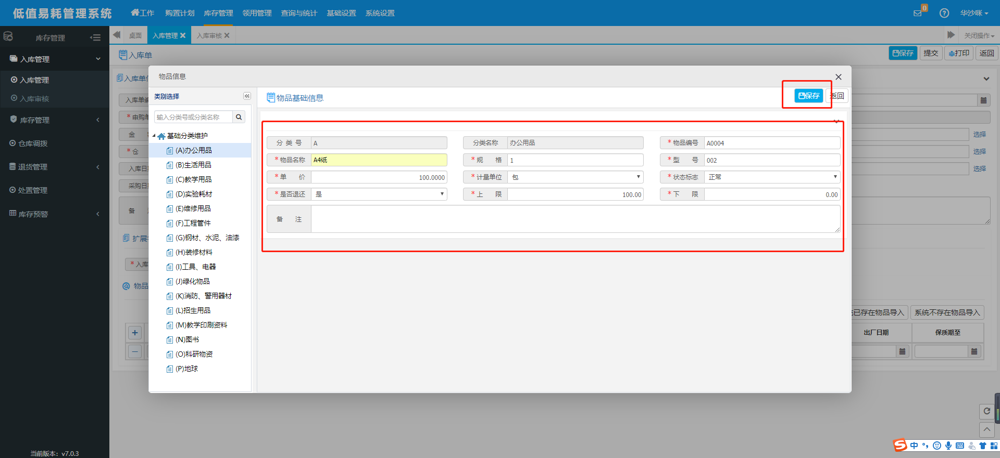 低值易耗管理系统
工作 购置计划 库存管理 领用管理 查询与统计 基础设置 系统设置
0
华沙咪
库存管理
桌面 入库管理 入库审核 关闭操作
入库管理
入库管理
入库审核
库存管理
仓库调拨
退货管理
处置管理
库存预警
当前版本：v7.0.3
入库单
保存 提交 打印 返回
入库单
* 申购单
金
* 仓
入库日
采购日
备
扩展
* 入库
物品
选择
选择
选择
已存在物品导入 系统不存在物品导入
出厂日期 保质期至
物品信息
类别选择
输入分类号或分类名称
基础分类维护
(A)办公用品
(B)生活用品
(C)教学用品
(D)实验耗材
(E)维修用品
(F)工程管件
(G)钢材、水泥、油漆
(H)装修材料
(I)工具、电器
(J)绿化物品
(K)消防、警用器材
(L)招生用品
(M)教学印刷资料
(N)图书
(O)科研物资
(P)地球
物品基础信息
保存 返回
分 类 号 A 分类名称 办公用品 * 物品编号 A0004
* 物品名称 A4纸 * 规 格 1 * 型 号 002
* 单 价 100.0000 * 计量单位 包 * 状态标志 正常
* 是否退还 是 * 上 限 100.00 * 下 限 0.00
备 注
中